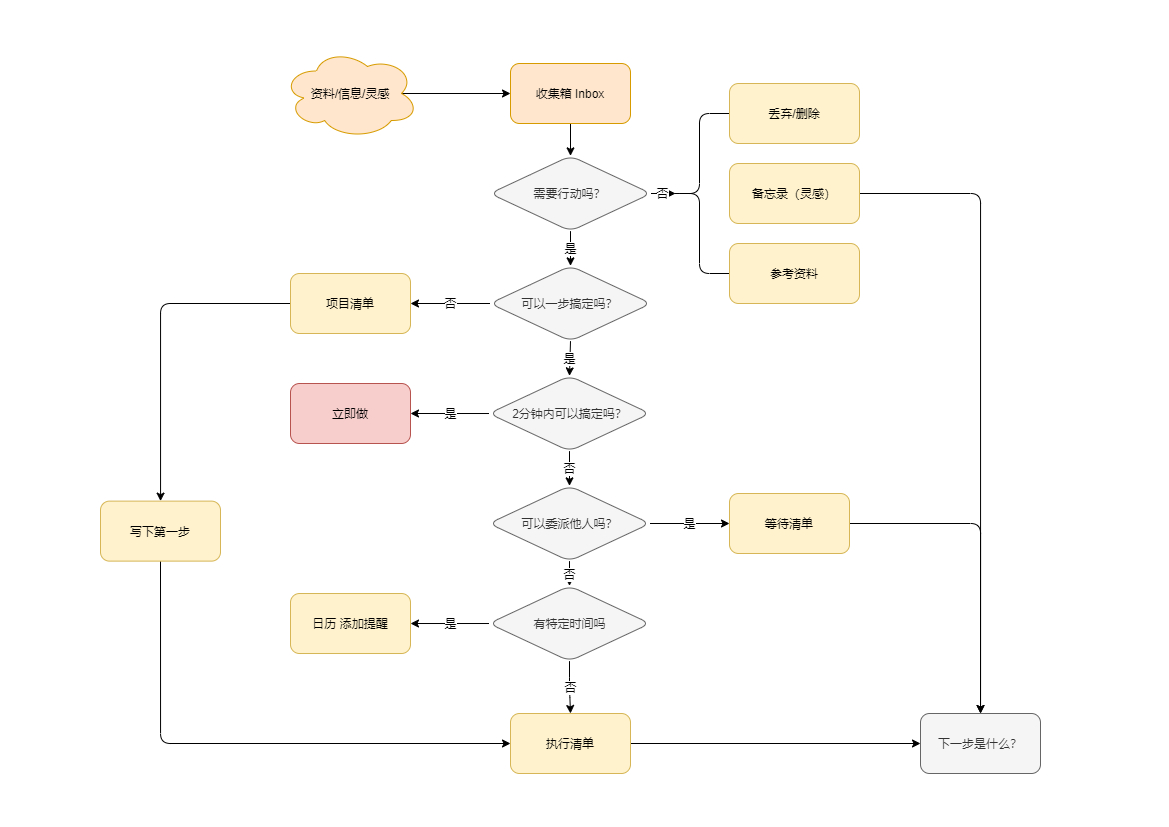 资料/信息/灵感
收集箱 Inbox
丢弃/删除
需要行动吗?
否
备忘录（灵感）
是
参考资料
项目清单
否
可以一步搞定吗?
是
立即做
是
2分钟内可以搞定吗?
否
写下第一步
可以委派他人吗?
是
等待清单
否
日历 添加提醒
是
有特定时间吗
否
执行清单
下一步是什么?